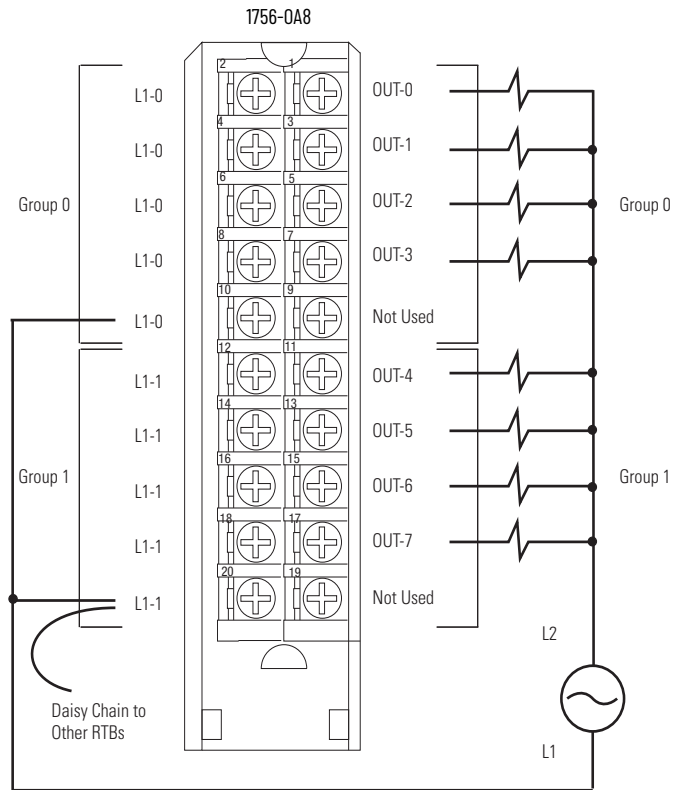 1756-OA8
2 1
L1-0 OUT-0
4 3
L1-0 OUT-1
6 5
Group 0 L1-0 OUT-2 Group 0
8 7
L1-0 OUT-3
10 9
L1-0 Not Used
12 11
L1-1 OUT-4
14 13
L1-1 OUT-5
16 15
Group 1 L1-1 OUT-6 Group 1
18 17
L1-1 OUT-7
20 19
L1-1 Not Used
L2
Daisy Chain to
Other RTBs
L1